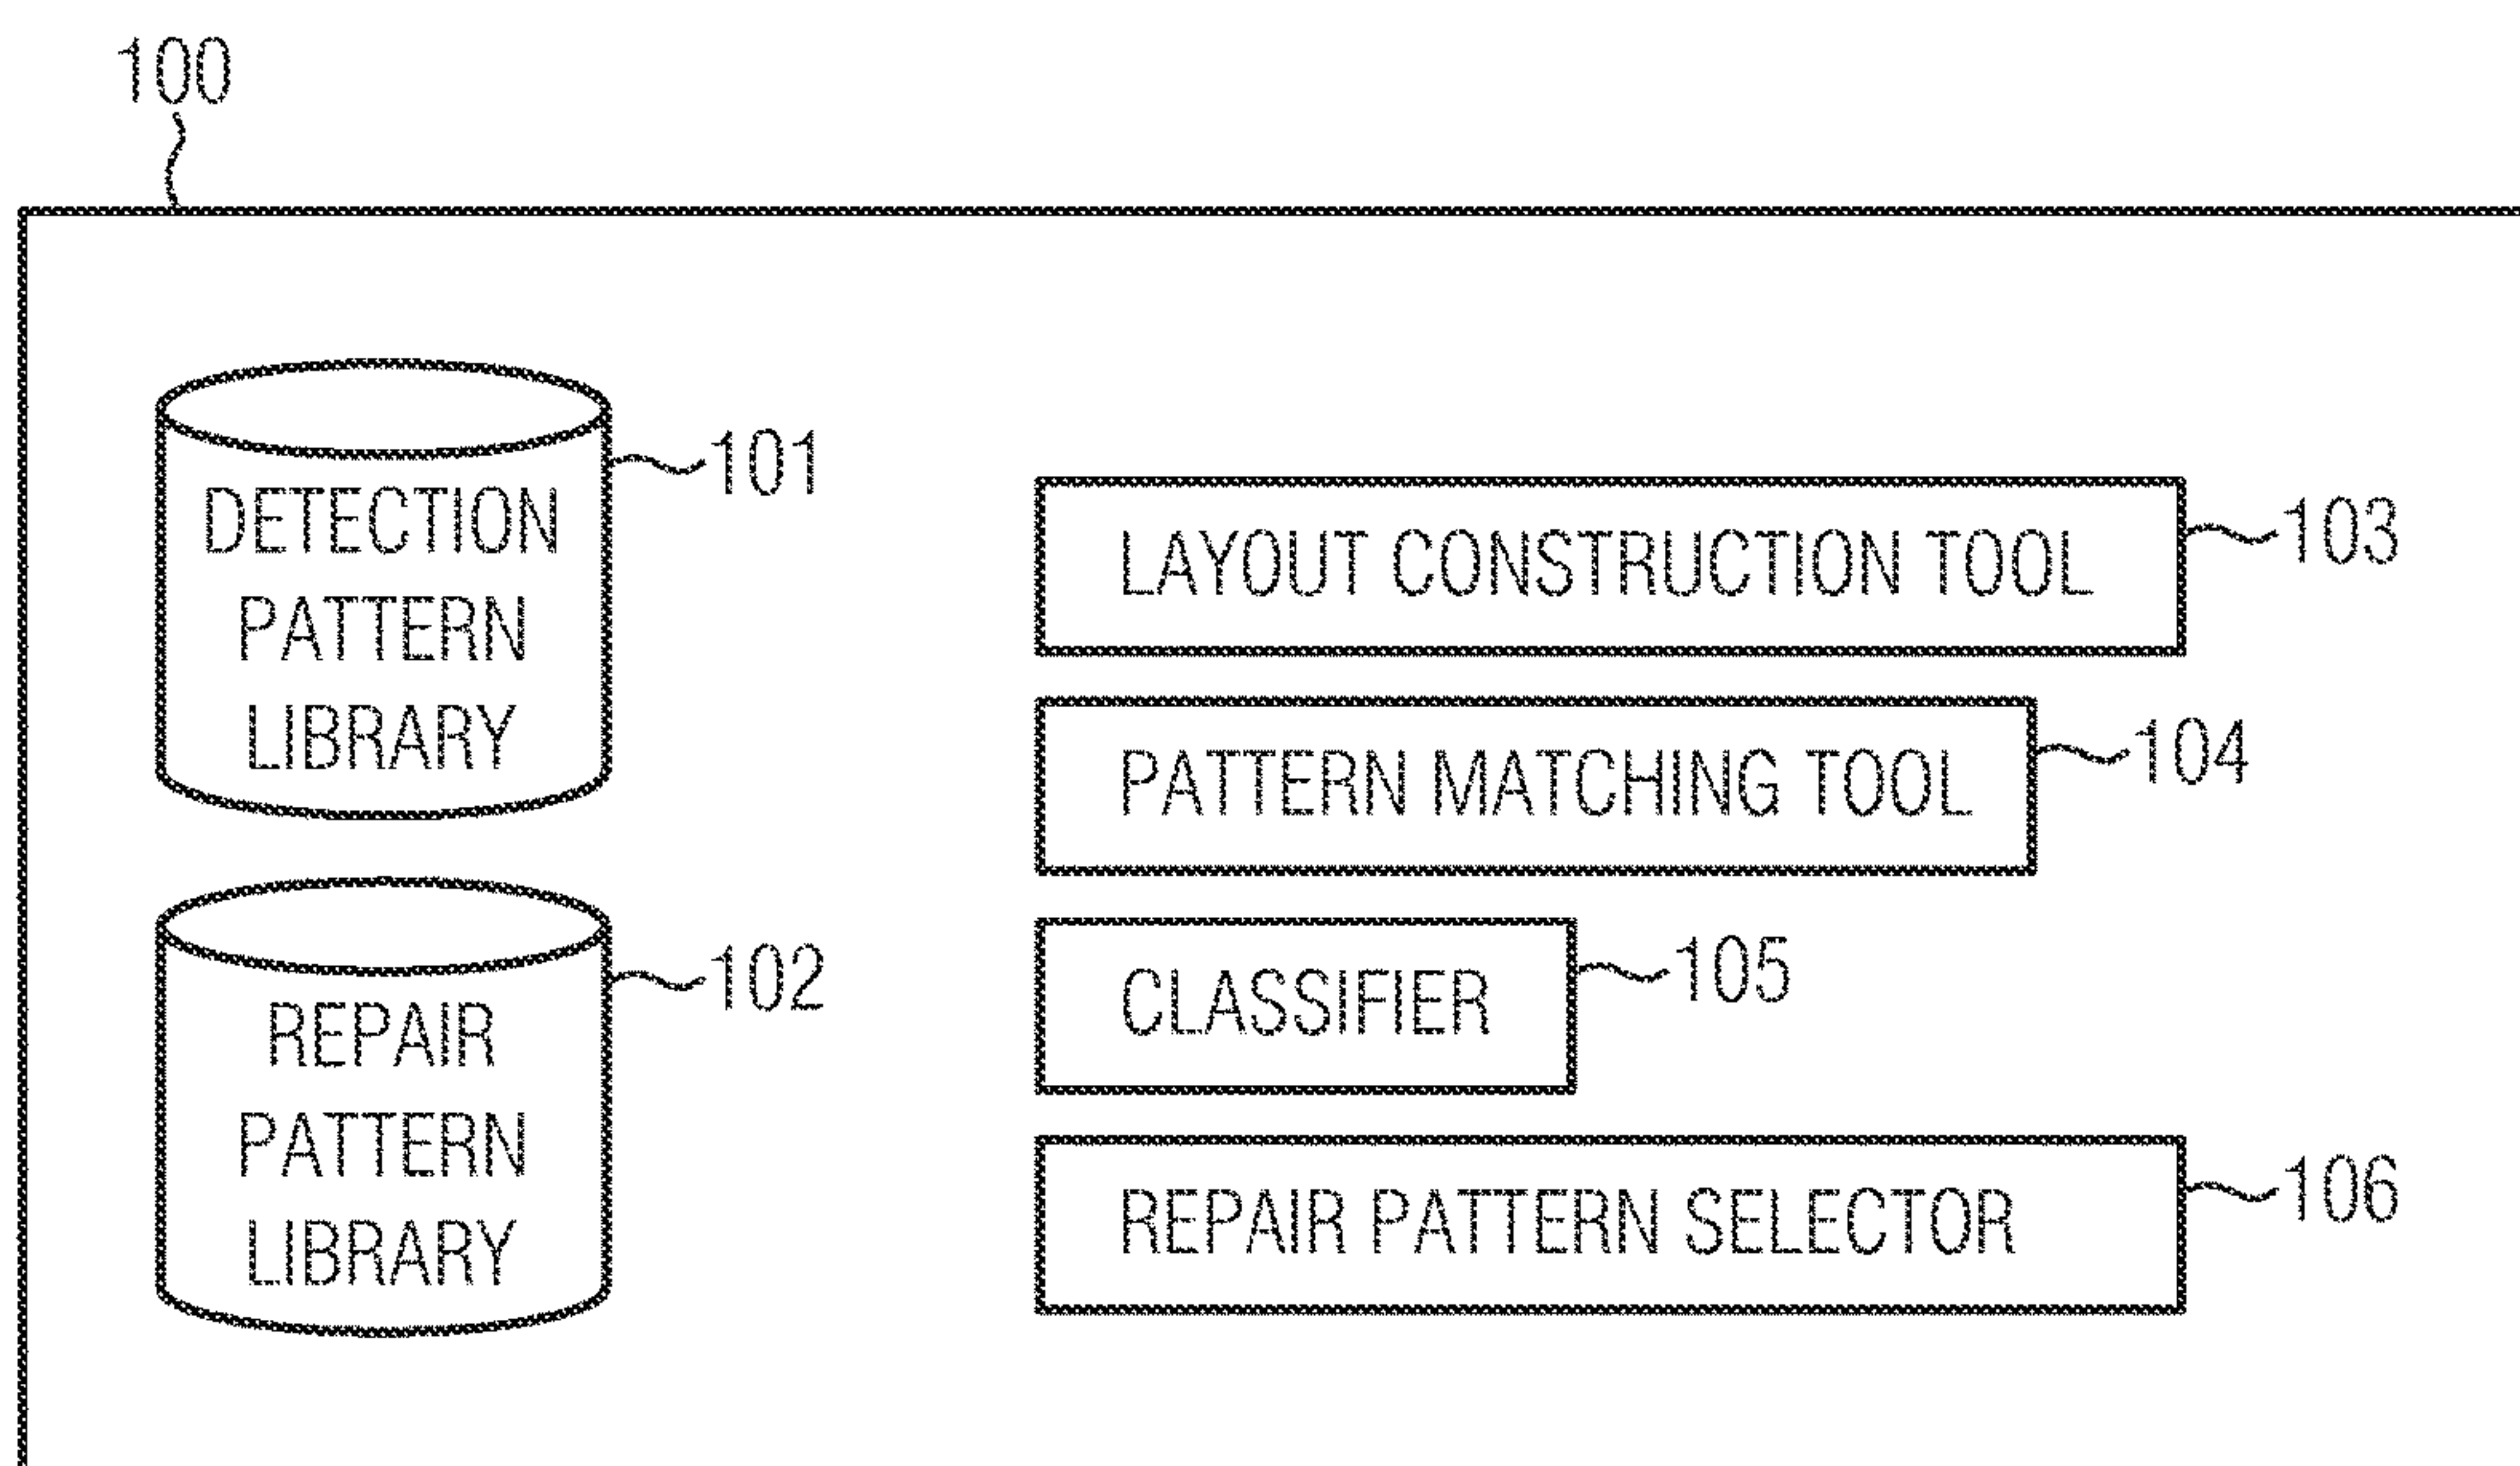 100
DETECTION
PATTERN
LIBRARY
101
REPAIR
PATTERN
LIBRARY
102
LAYOUT CONSTRUCTION TOOL
103
PATTERN MATCHING TOOL
104
CLASSIFIER
105
REPAIR PATTERN SELECTOR
106